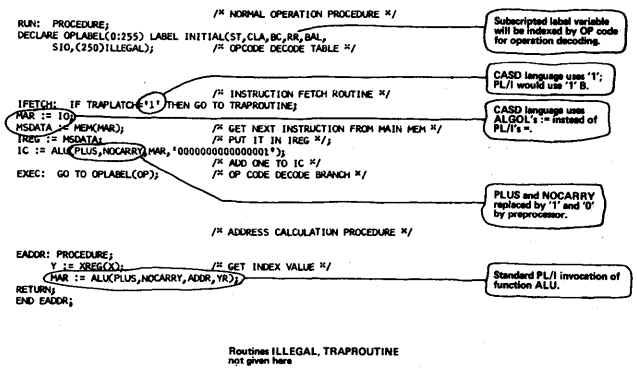 /* NORMAL OPERATION PROCEDURE */
RUN: PROCEDURE;
DECLARE OPLABEL(0:255) LABEL INITIAL(ST,CLA,BC,RR,BAL,
SIO,(250)ILLEGAL); /* OPCODE DECODE TABLE */
Subscripted label variable
will be indexed by OP code
for operation decoding.
/* INSTRUCTION FETCH ROUTINE */
IFETCH: IF TRAPLATCH='1' THEN GO TO TRAPROUTINE;
CASD language uses '1';
PL/I would use '1' B.
MAR := IC;
MSDATA := MEM(MAR); /* GET NEXT INSTRUCTION FROM MAIN MEM */
IREG := MSDATA; /* PUT IT IN IREG */;
IC := ALU(PLUS,NOCARRY,MAR,'0000000000000001');
/* ADD ONE TO IC */
CASD language uses
ALGOL's := instead of
PL/I's =.
EXEC: GO TO OPLABEL(OP); /* OP CODE DECODE BRANCH */
PLUS and NOCARRY
replaced by '1' and '0'
by preprocessor.
/* ADDRESS CALCULATION PROCEDURE */
EADDR: PROCEDURE;
Y := XREG(X); /* GET INDEX VALUE */
MAR := ALU(PLUS,NOCARRY,ADDR,YR);
RETURN;
END EADDR;
Standard PL/I invocation of
function ALU.
Routines ILLEGAL, TRAPROUTINE
not given here